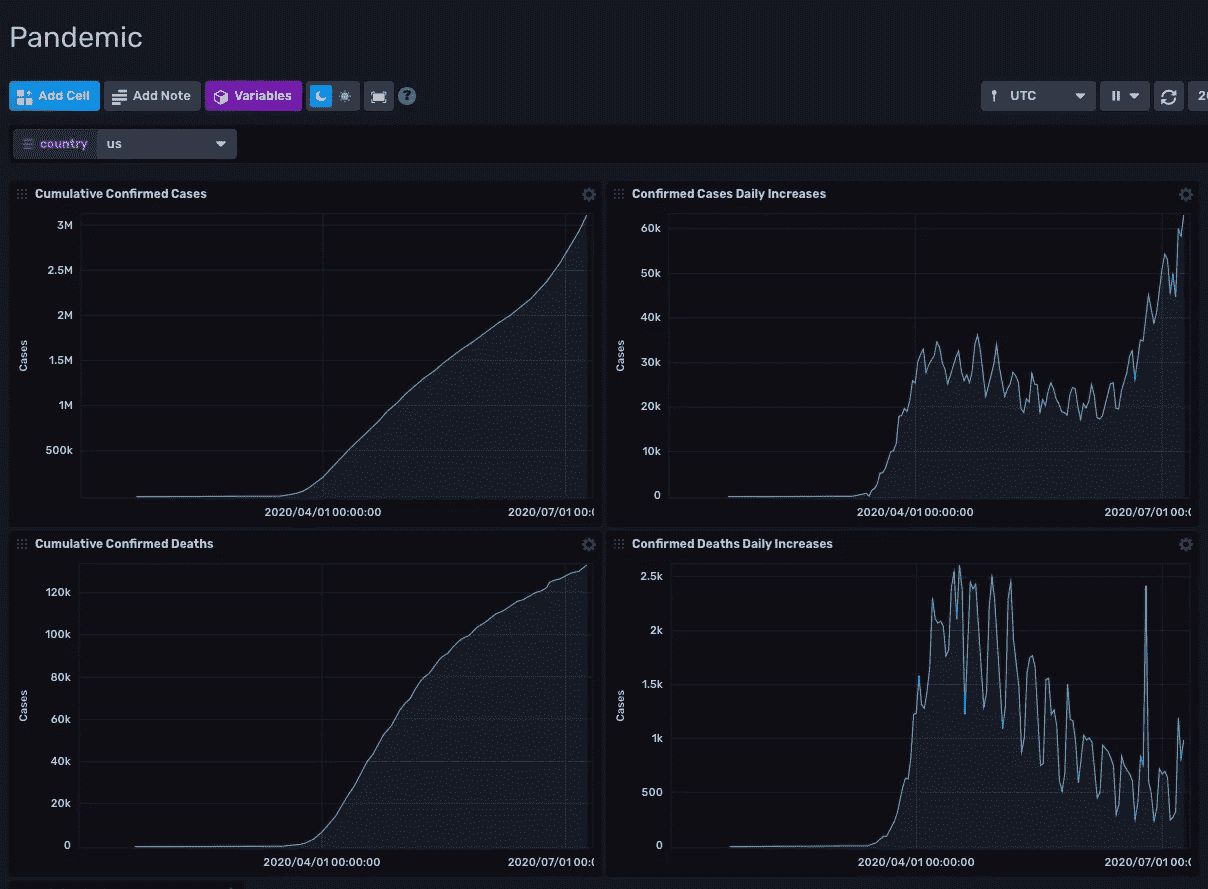 Pandemic
Add Cell Add Note Variables ? UTC 20
country us
Cumulative Confirmed Cases
3M
2.5M
2M
1.5M
1M
500k
Cases
2020/04/01 00:00:00 2020/07/01 00:0
Confirmed Cases Daily Increases
60k
50k
40k
30k
20k
10k
0
Cases
2020/04/01 00:00:00 2020/07/01 00:0
Cumulative Confirmed Deaths
120k
100k
80k
60k
40k
20k
0
Cases
2020/04/01 00:00:00 2020/07/01 00:0
Confirmed Deaths Daily Increases
2.5k
2k
1.5k
1k
500
0
Cases
2020/04/01 00:00:00 2020/07/01 00:0